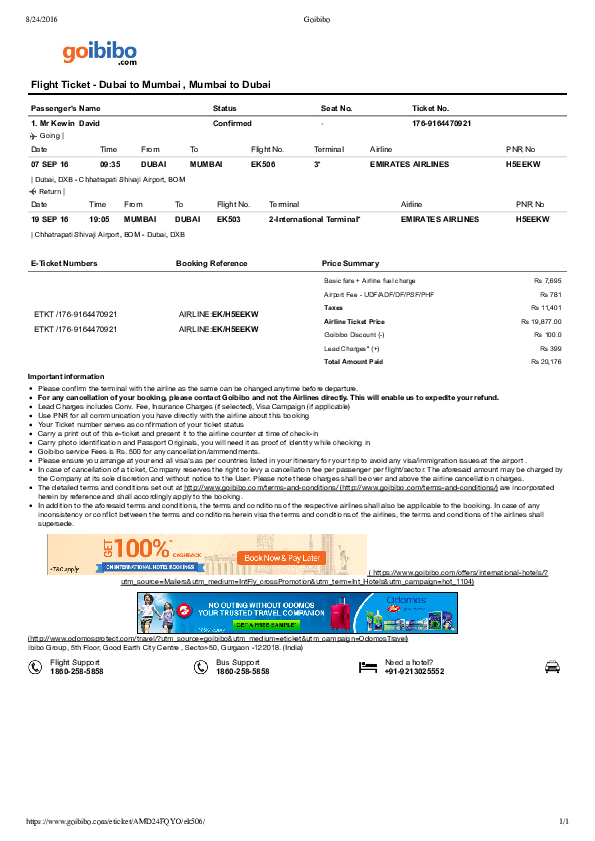 8/24/2016 Goibibo
goibibo
.com
Flight Ticket - Dubai to Mumbai , Mumbai to Dubai
Passenger's Name Status Seat No. Ticket No.
1. Mr Kewin David Confirmed - 176-9164470921
Going |
Date Time From To Flight No. Terminal Airline PNR No
07 SEP 16 09:35 DUBAI MUMBAI EK506 3* EMIRATES AIRLINES H5EEKW
| Dubai, DXB - Chhatrapati Shivaji Airport, BOM
Return |
Date Time From To Flight No. Terminal Airline PNR No
19 SEP 16 19:05 MUMBAI DUBAI EK503 2-International Terminal* EMIRATES AIRLINES H5EEKW
| Chhatrapati Shivaji Airport, BOM - Dubai, DXB
E-Ticket Numbers Booking Reference Price Summary
Basic fare + Airline fuel charge Rs 7,695
Airport Fee - UDF/ADF/DF/PSF/PHF Rs 781
Taxes Rs 11,401
ETKT /176-9164470921 AIRLINE:EK/H5EEKW
Airline Ticket Price Rs 19,877.00
ETKT /176-9164470921 AIRLINE:EK/H5EEKW
Goibibo Discount (-) Rs 100.0
Lead Charges* (+) Rs 399
Total Amount Paid Rs 20,176
Important information
Please confirm the terminal with the airline as the same can be changed anytime before departure.
For any cancellation of your booking, please contact Goibibo and not the Airlines directly. This will enable us to expedite your refund.
Lead Charges includes Conv. Fee, Insurance Charges (if selected), Visa Campaign (if applicable)
Use PNR for all communication you have directly with the airline about this booking
Your Ticket number serves as confirmation of your ticket status
Carry a print out of this e-ticket and present it to the airline counter at time of check-in
Carry photo identification and Passport Originals, you will need it as proof of identity while checking in
Goibibo service Fees is Rs. 500 for any cancellation/ammendments.
Please ensure you arrange at your end all visa's as per countries listed in your itinerary for your trip to avoid any visa/immigration issues at the airport .
In case of cancellation of a ticket, Company reserves the right to levy a cancellation fee per passenger per flight/sector. The aforesaid amount may be charged by
the Company at its sole discretion and without notice to the User. Please note these charges shall be over and above the airline cancellation charges.
The detailed terms and conditions set out at http://www.goibibo.com/terms-and-conditions/ (http://www.goibibo.com/terms-and-conditions/) are incorporated
herein by reference and shall accordingly apply to the booking.
In addition to the aforesaid terms and conditions, the terms and conditions of the respective airlines shall also be applicable to the booking. In case of any
inconsistency or conflict between the terms and conditions herein visa the terms and conditions of the airlines, the terms and conditions of the airlines shall
supersede.
GET 100%* CASHBACK
ON INTERNATIONAL HOTEL BOOKINGS
Book Now & Pay Later
*T&C apply
( https://www.goibibo.com/offers/international-hotels/?
utm_source=Mailers&utm_medium=IntFly_crossPromotion&utm_term=Int_Hotels&utm_campaign=hot_1104)
NO OUTING WITHOUT ODOMOS
YOUR TRUSTED TRAVEL COMPANION
GET A FREE SAMPLE*
*T&C apply
Odomos
(http://www.odomosprotect.com/travel/?utm_source=goibibo&utm_medium=eticket&utm_campaign=OdomosTravel)
ibibo Group, 5th Floor, Good Earth City Centre , Sector-50, Gurgaon -122018. (India)
Flight Support Bus Support Need a hotel?
1860-258-5858 1860-258-5858 +91-9213025552
https://www.goibibo.com/eticket/AMD24FQYO/ek506/ 1/1